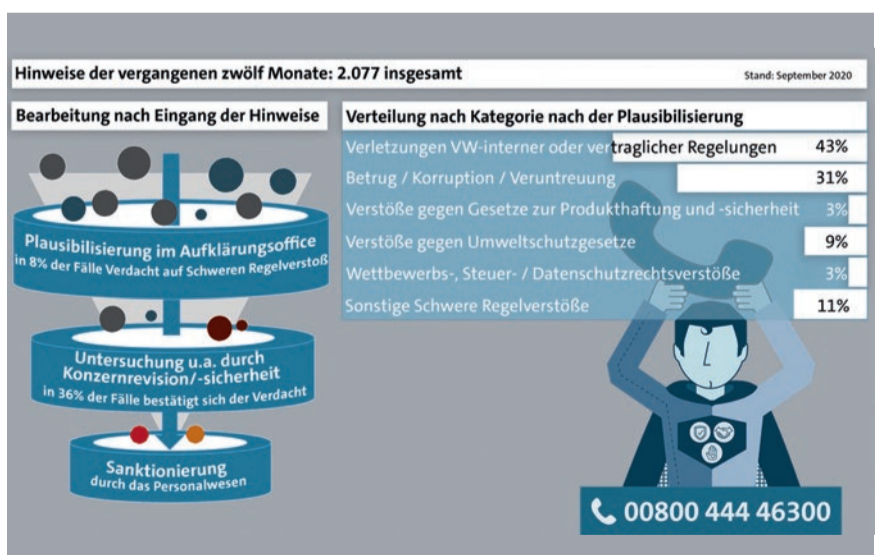 Hinweise der vergangenen zwölf Monate: 2.077 insgesamt
Stand: September 2020
Bearbeitung nach Eingang der Hinweise
Plausibilisierung im Aufklärungsoffice
in 8% der Fälle Verdacht auf Schweren Regelverstoß
Untersuchung u.a. durch
Konzernrevision/-sicherheit
in 36% der Fälle bestätigt sich der Verdacht
Sanktionierung
durch das Personalwesen
Verteilung nach Kategorie nach der Plausibilisierung
Verletzungen VW-interner oder vertraglicher Regelungen 43%
Betrug / Korruption / Veruntreuung 31%
Verstöße gegen Gesetze zur Produkthaftung und -sicherheit 3%
Verstöße gegen Umweltschutzgesetze 9%
Wettbewerbs-, Steuer- / Datenschutzrechtsverstöße 3%
Sonstige Schwere Regelverstöße 11%
00800 444 46300